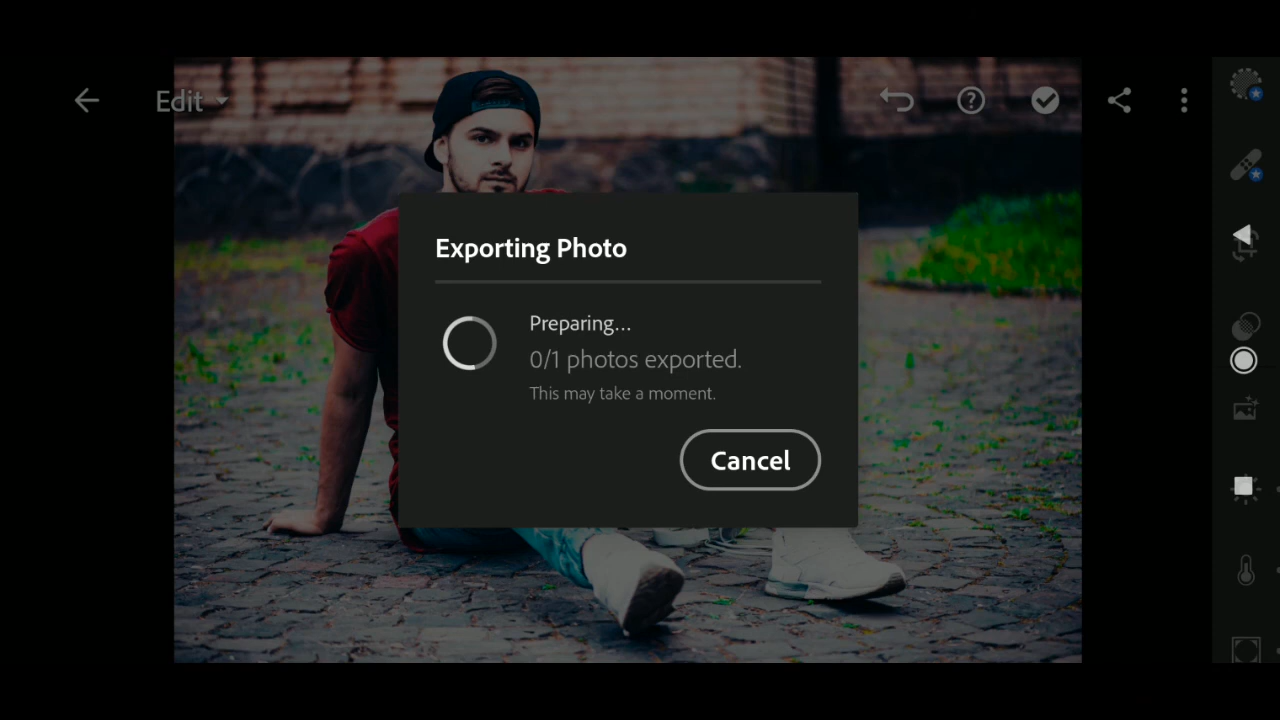 Edit
Exporting Photo
Preparing...
0/1 photos exported.
This may take a moment.
Cancel